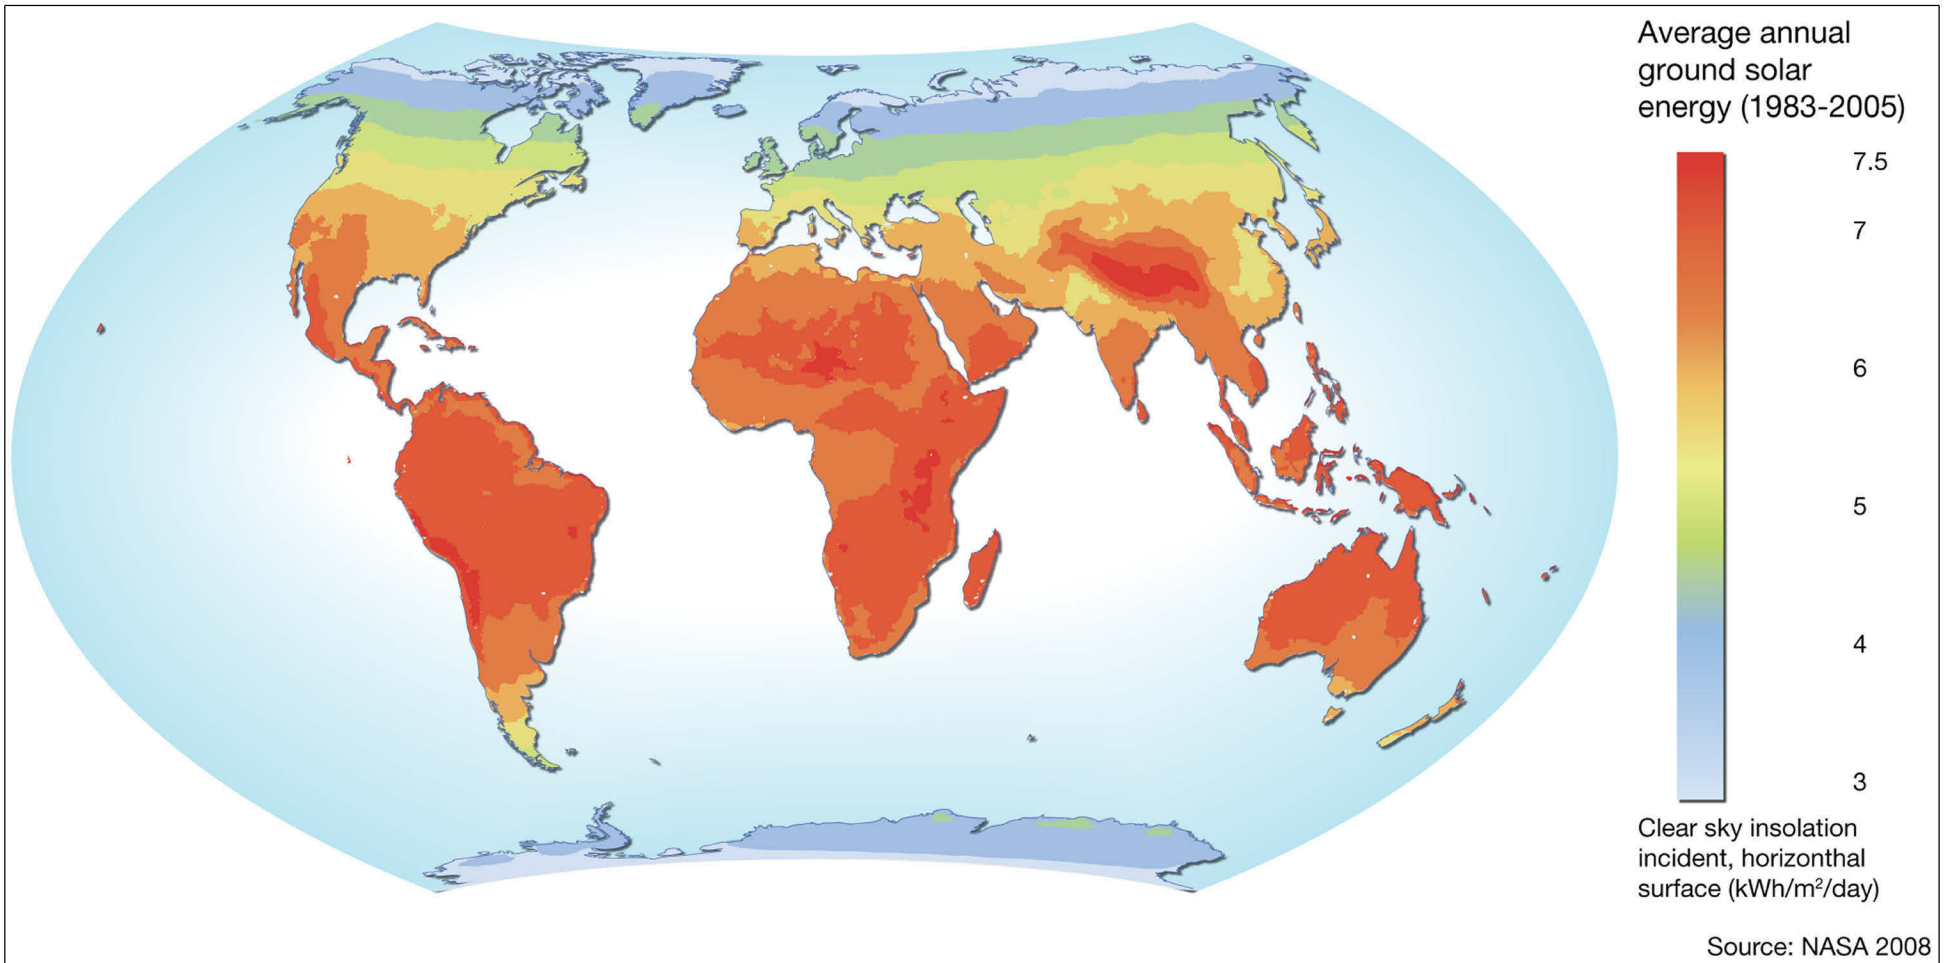 Average annual
ground solar
energy (1983-2005)
7.5
7
6
5
4
3
Clear sky insolation
incident, horizonthal
surface (kWh/m²/day)
Source: NASA 2008